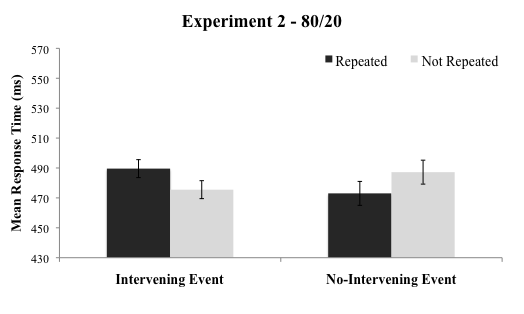 Experiment 2 - 80/20
Repeated
Not Repeated
Mean Response Time (ms)
570
550
530
510
490
470
450
430
Intervening Event
No-Intervening Event